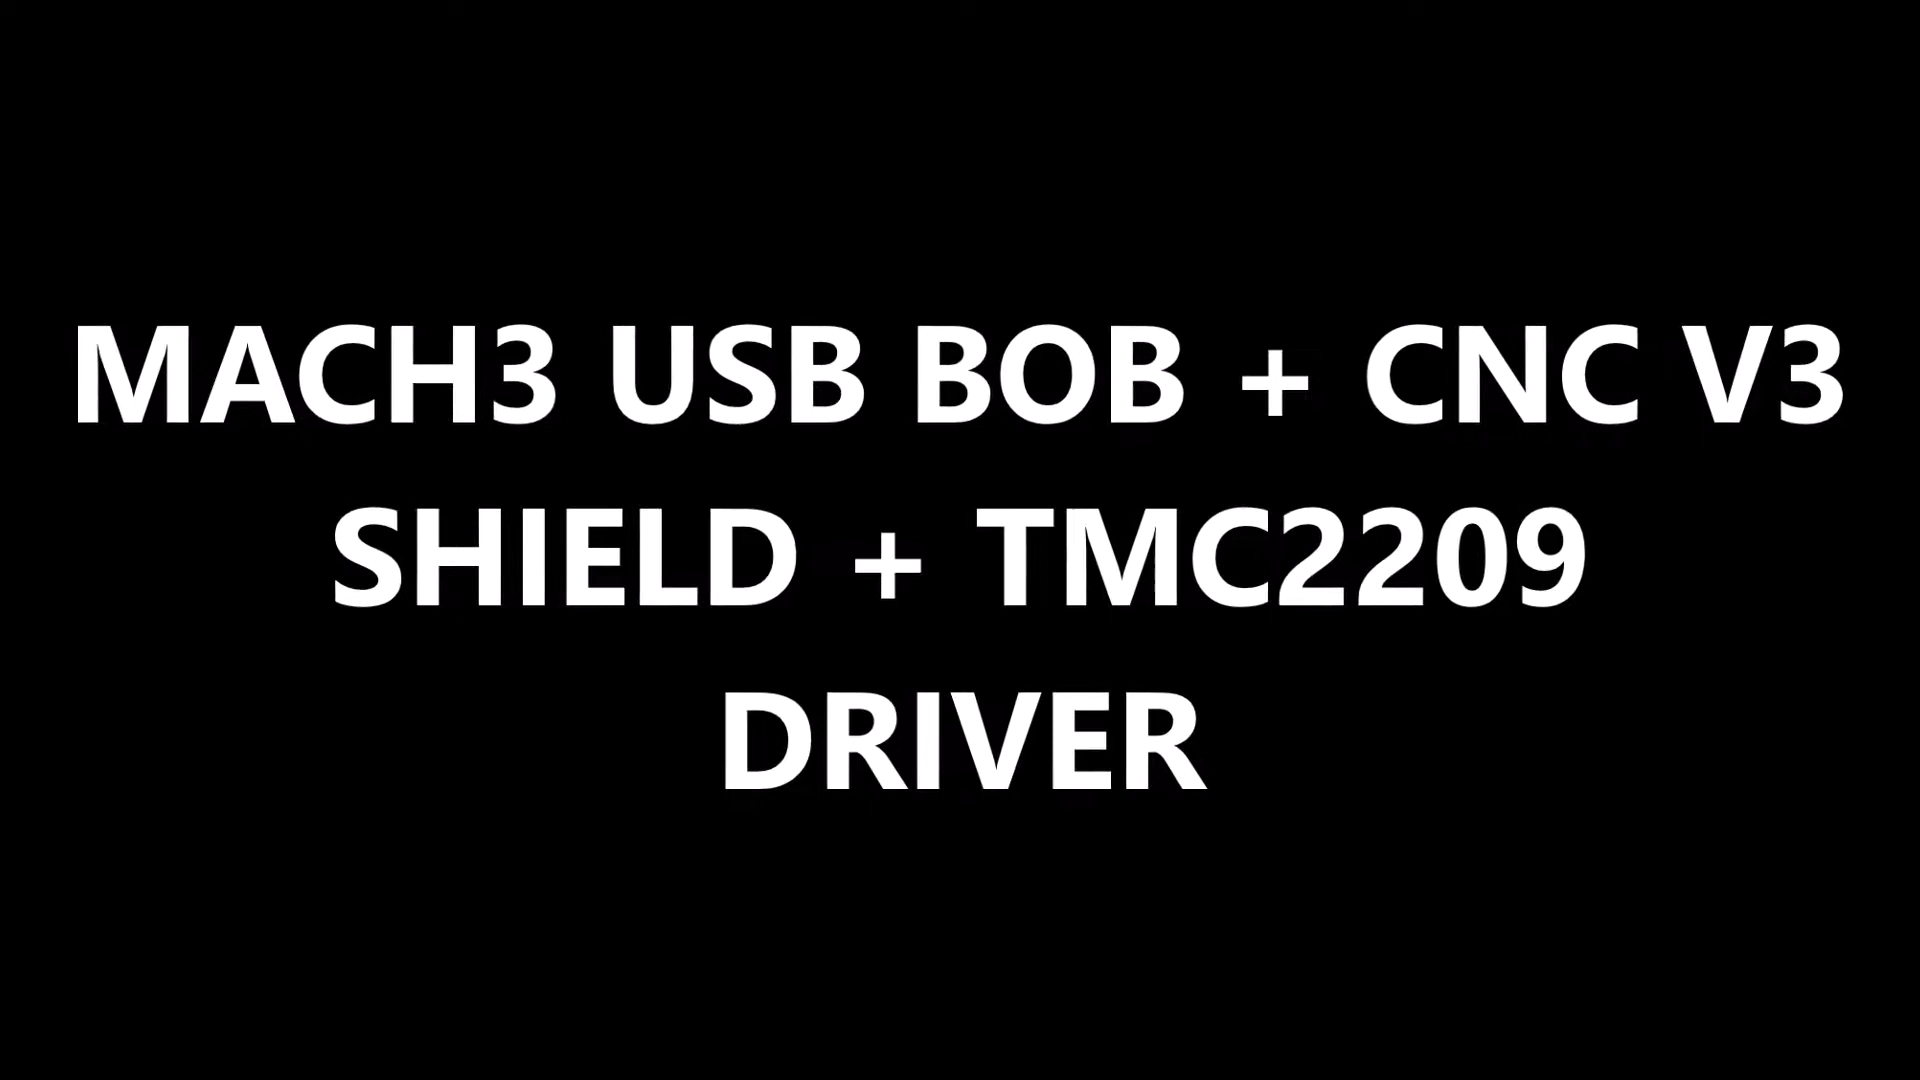 MACH3 USB BOB + CNC V3
SHIELD + TMC2209
DRIVER